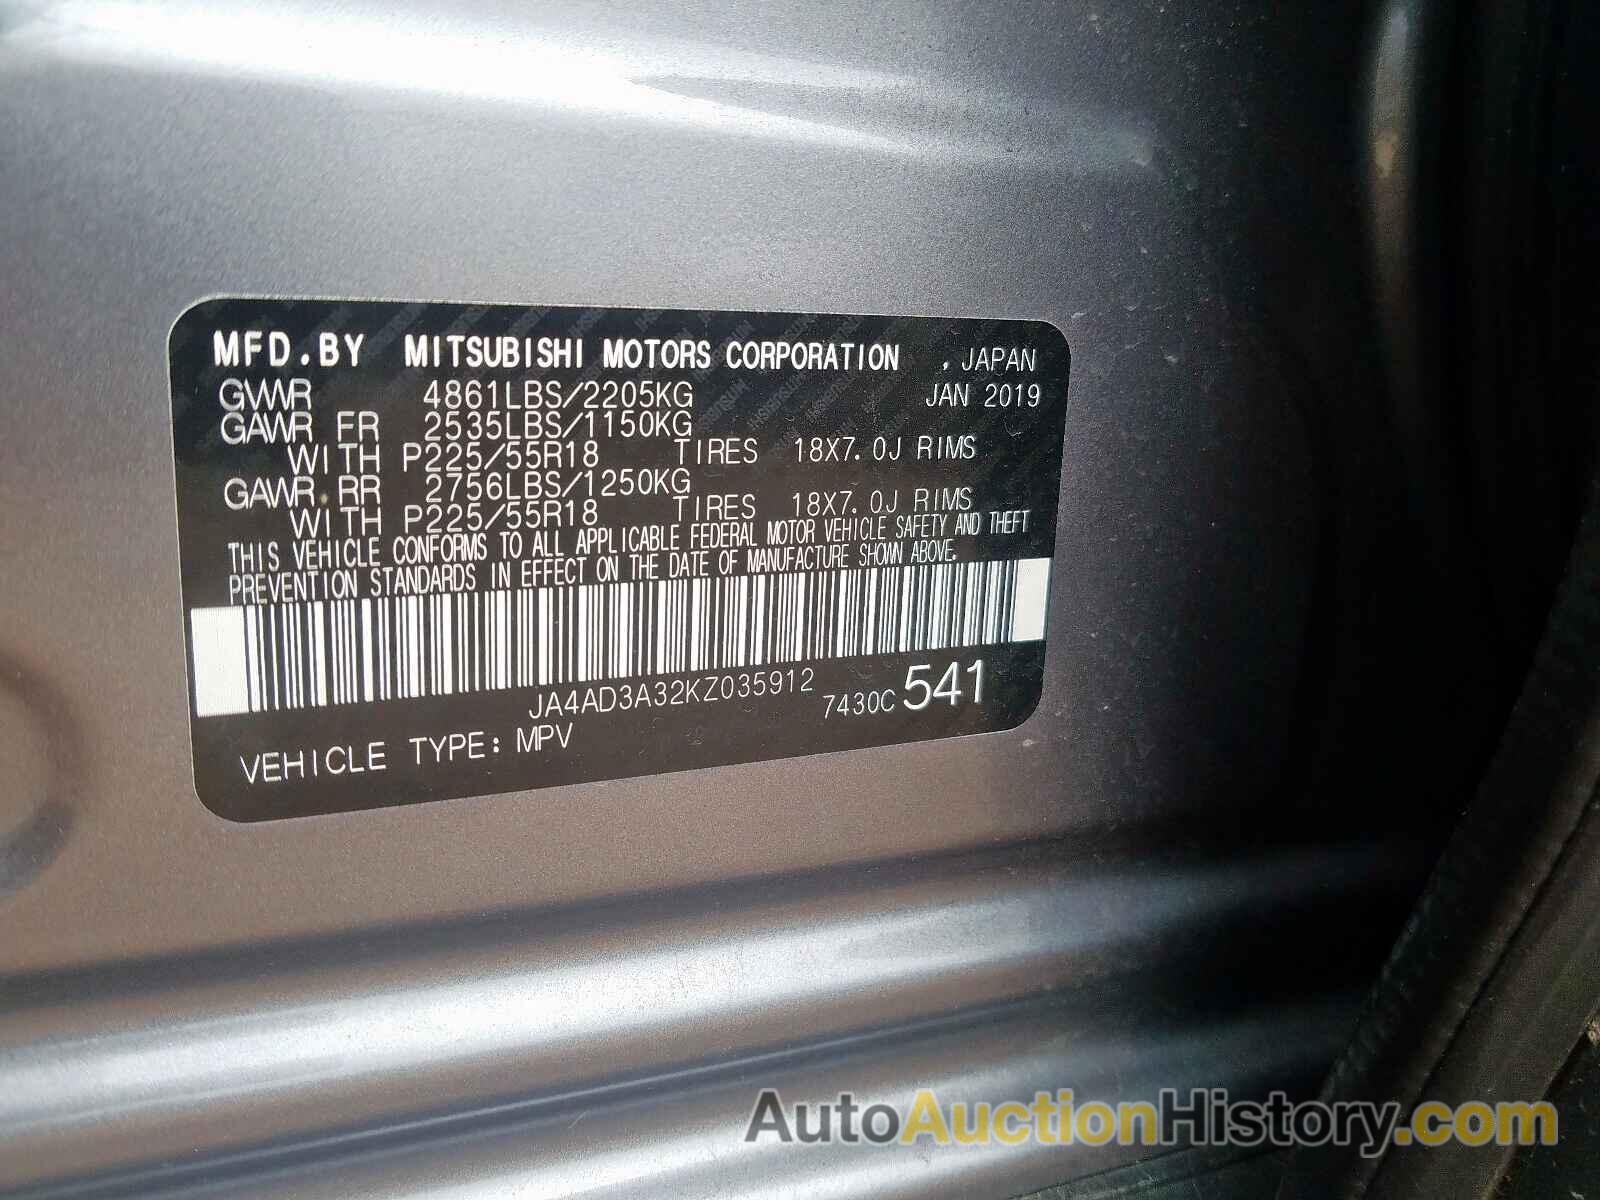 MFD.BY MITSUBISHI MOTORS CORPORATION , JAPAN
GVWR 4861LBS/2205KG JAN 2019
GAWR FR 2535LBS/1150KG
WITH P225/55R18 TIRES 18X7.0J RIMS
GAWR RR 2756LBS/1250KG
WITH P225/55R18 TIRES 18X7.0J RIMS
THIS VEHICLE CONFORMS TO ALL APPLICABLE FEDERAL MOTOR VEHICLE SAFETY AND THEFT
PREVENTION STANDARDS IN EFFECT ON THE DATE OF MANUFACTURE SHOWN ABOVE.
JA4AD3A32KZ035912 7430C 541
VEHICLE TYPE: MPV
AutoAuctionHistory.com